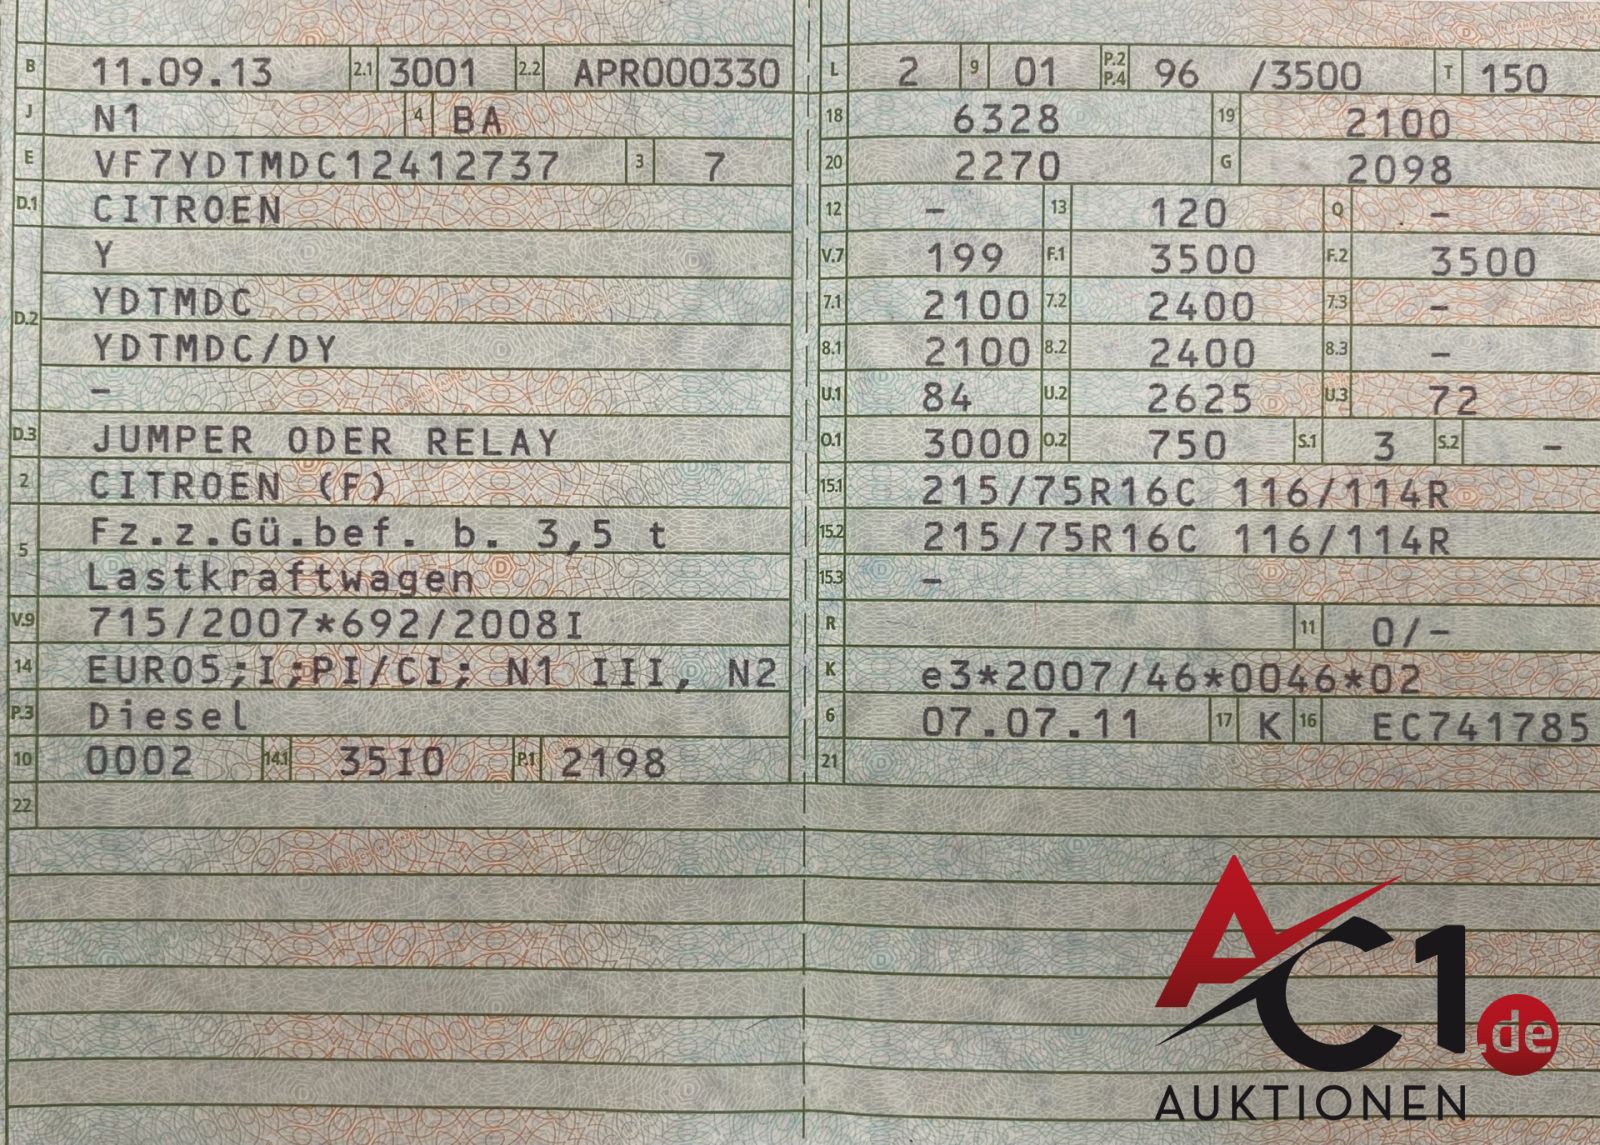 B 11.09.13 2.1 3001 2.2 APR000330
J N1 4 BA
E VF7YDTMDC12412737 3 7
D.1 CITROEN
Y
D.2 YDTMDC
YDTMDC/DY
-
D.3 JUMPER ODER RELAY
2 CITROEN (F)
5 Fz.z.Gü.bef. b. 3,5 t
Lastkraftwagen
V.9 715/2007*692/2008I
14 EURO5;I;PI/CI; N1 III, N2
P.3 Diesel
10 0002 14.1 35I0 P.1 2198
22
L 2 9 01 P.2 P.4 96 /3500 T 150
18 6328 19 2100
20 2270 G 2098
12 - 13 120 Q -
V.7 199 F.1 3500 F.2 3500
7.1 2100 7.2 2400 7.3 -
8.1 2100 8.2 2400 8.3 -
U.1 84 U.2 2625 U.3 72
O.1 3000 O.2 750 S.1 3 S.2 -
15.1 215/75R16C 116/114R
15.2 215/75R16C 116/114R
15.3 -
R 11 0/-
K e3*2007/46*0046*02
6 07.07.11 17 K 16 EC741785
21
AC1.de
AUKTIONEN